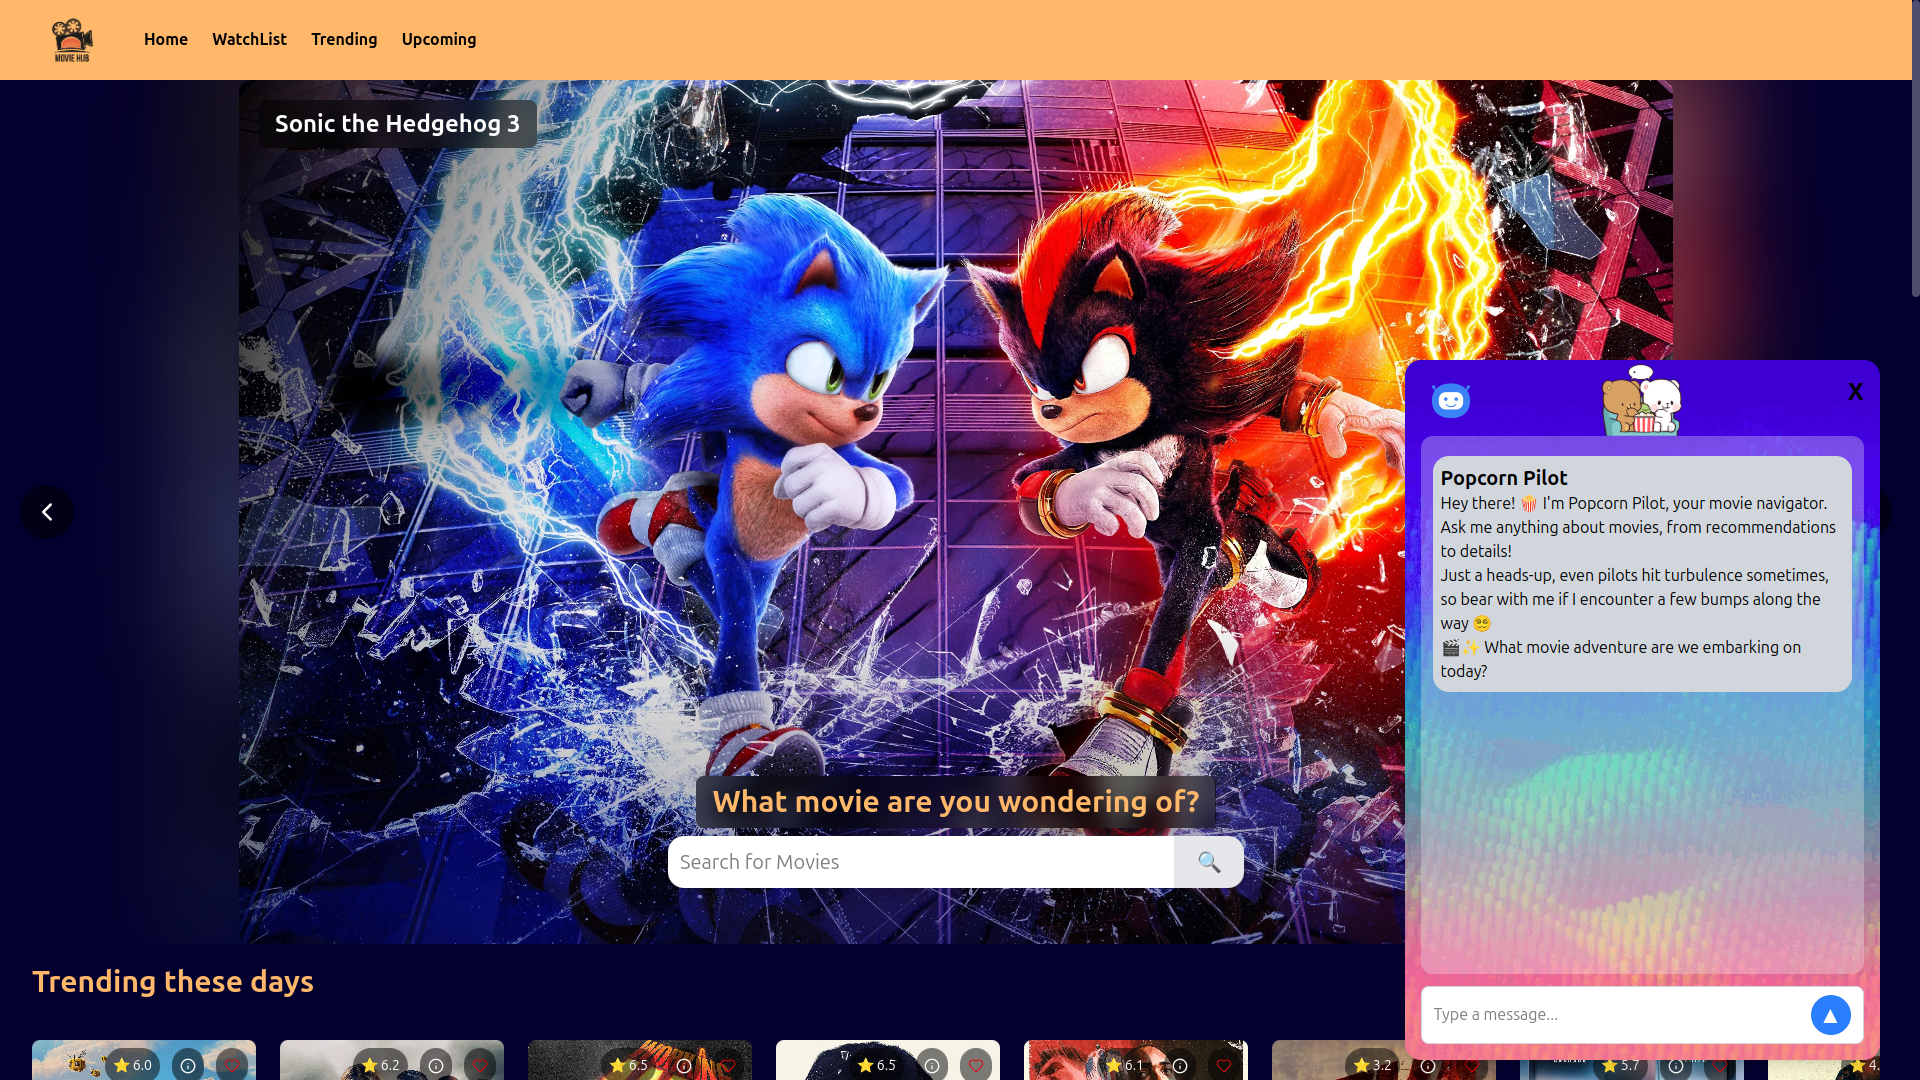 MOVIE HUB
Home
WatchList
Trending
Upcoming
Sonic the Hedgehog 3
What movie are you wondering of?
Search for Movies
X
Popcorn Pilot
Hey there! 🍿 I'm Popcorn Pilot, your movie navigator.
Ask me anything about movies, from recommendations
to details!
Just a heads-up, even pilots hit turbulence sometimes,
so bear with me if I encounter a few bumps along the
way 😵‍💫
🎬✨ What movie adventure are we embarking on
today?
Type a message...
Trending these days
⭐ 6.0
⭐ 6.2
⭐ 6.5
⭐ 6.5
⭐ 6.1
⭐ 3.2
⭐ 5.7